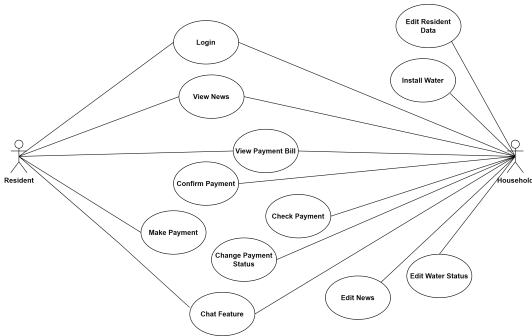 Edit Resident
Data
Login
Install Water
View News
View Payment Bill
Resident
Household
Confirm Payment
Check Payment
Make Payment
Change Payment
Status
Edit Water Status
Edit News
Chat Feature